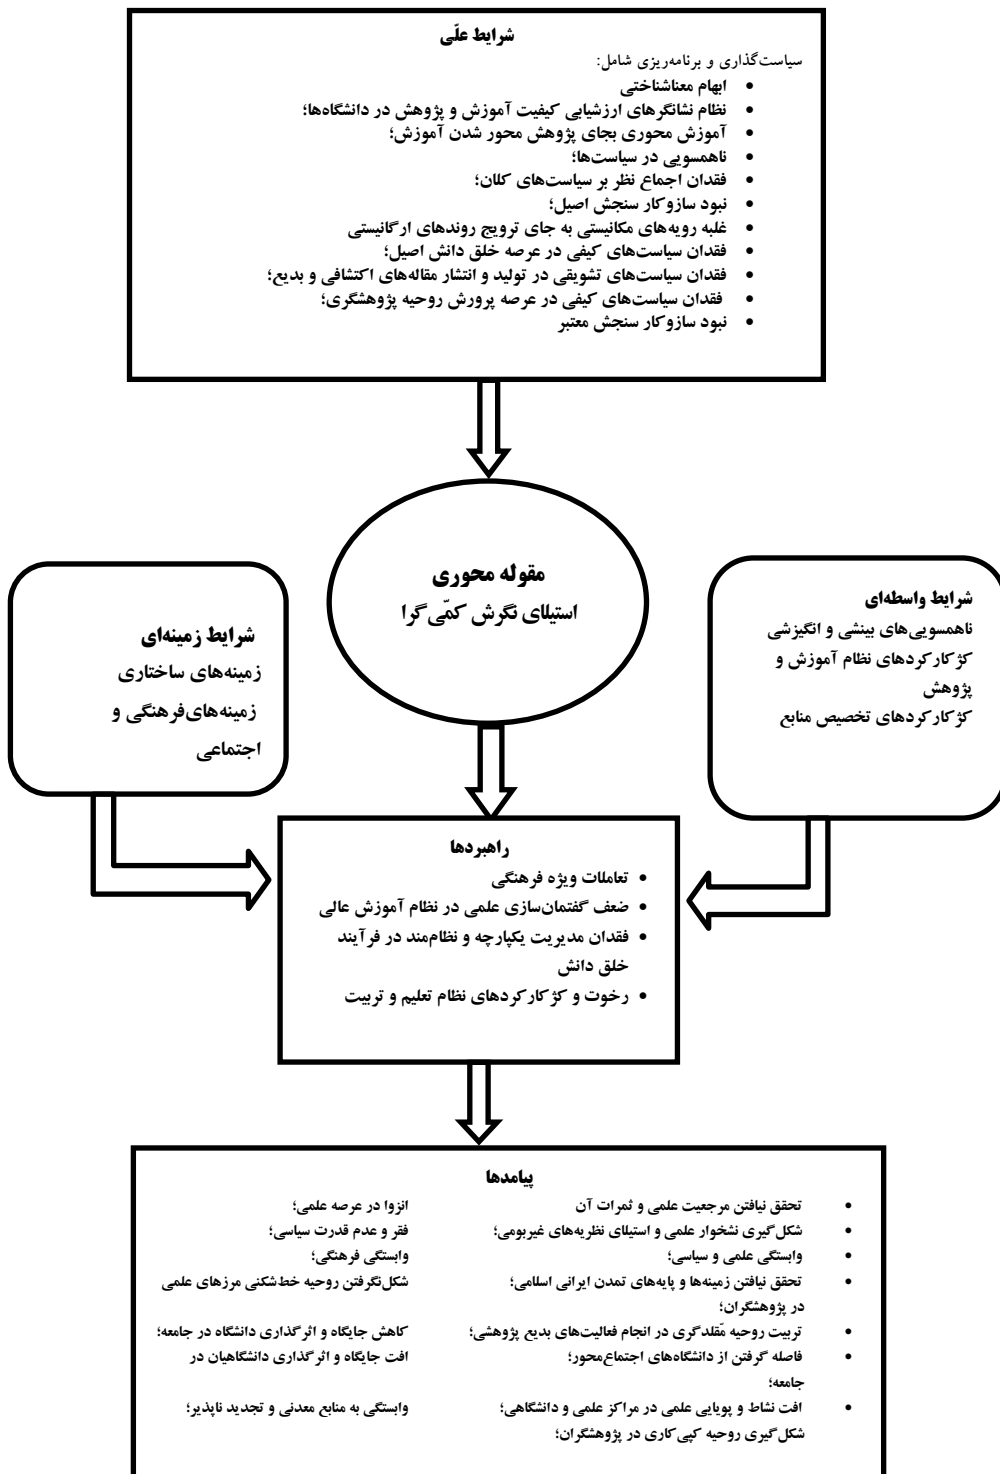 شرایط علّی
سیاست‌گذاری و برنامه‌ریزی شامل:
• ابهام معناشناختی
• نظام نشانگرهای ارزشیابی کیفیت آموزش و پژوهش در دانشگاه‌ها؛
• آموزش محوری بجای پژوهش محور شدن آموزش؛
• ناهمسویی در سیاست‌ها؛
• فقدان اجماع نظر بر سیاست‌های کلان؛
• نبود سازوکار سنجش اصیل؛
• غلبه رویه‌های مکانیستی به جای ترویج روندهای ارگانیستی
• فقدان سیاست‌های کیفی در عرصه خلق دانش اصیل؛
• فقدان سیاست‌های تشویقی در تولید و انتشار مقاله‌های اکتشافی و بدیع؛
• فقدان سیاست‌های کیفی در عرصه پرورش روحیه پژوهشگری؛
• نبود سازوکار سنجش معتبر
مقوله محوری
استیلای نگرش کمّی‌گرا
شرایط واسطه‌ای
ناهمسویی‌های بینشی و انگیزشی
کژکارکردهای نظام آموزش و
پژوهش
کژکارکردهای تخصیص منابع
شرایط زمینه‌ای
زمینه‌های ساختاری
زمینه‌های‌فرهنگی و
اجتماعی
راهبردها
• تعاملات ویژه فرهنگی
• ضعف گفتمان‌سازی علمی در نظام آموزش عالی
• فقدان مدیریت یکپارچه و نظام‌مند در فرآیند
خلق دانش
• رخوت و کژکارکردهای نظام تعلیم و تربیت
پیامدها
• تحقق نیافتن مرجعیت علمی و ثمرات آن انزوا در عرصه علمی؛
• شکل‌گیری نشخوار علمی و استیلای نظریه‌های غیربومی؛ فقر و عدم قدرت سیاسی؛
• وابستگی علمی و سیاسی؛ وابستگی فرهنگی؛
• تحقق نیافتن زمینه‌ها و پایه‌های تمدن ایرانی اسلامی؛ شکل‌نگرفتن روحیه خط‌شکنی مرزهای علمی
در پژوهشگران؛
• تربیت روحیه مّقلدگری در انجام فعالیت‌های بدیع پژوهشی؛ کاهش جایگاه و اثرگذاری دانشگاه در جامعه؛
• فاصله گرفتن از دانشگاه‌های اجتماع‌محور؛ افت جایگاه و اثرگذاری دانشگاهیان در
جامعه؛
• افت نشاط و پویایی علمی در مراکز علمی و دانشگاهی؛ وابستگی به منابع معدنی و تجدید ناپذیر؛
شکل‌گیری روحیه کپی‌کاری در پژوهشگران؛